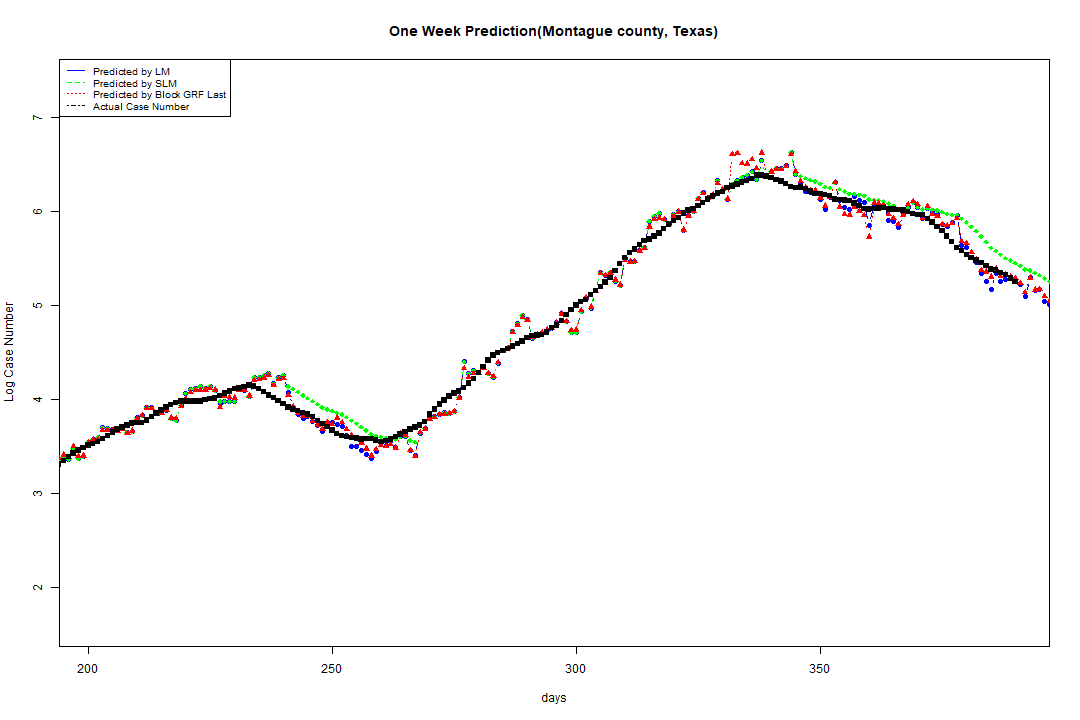 One Week Prediction(Montague county, Texas)
Predicted by LM
Predicted by SLM
Predicted by Block GRF Last
Actual Case Number
7
6
5
4
3
2
Log Case Number
200 250 300 350
days